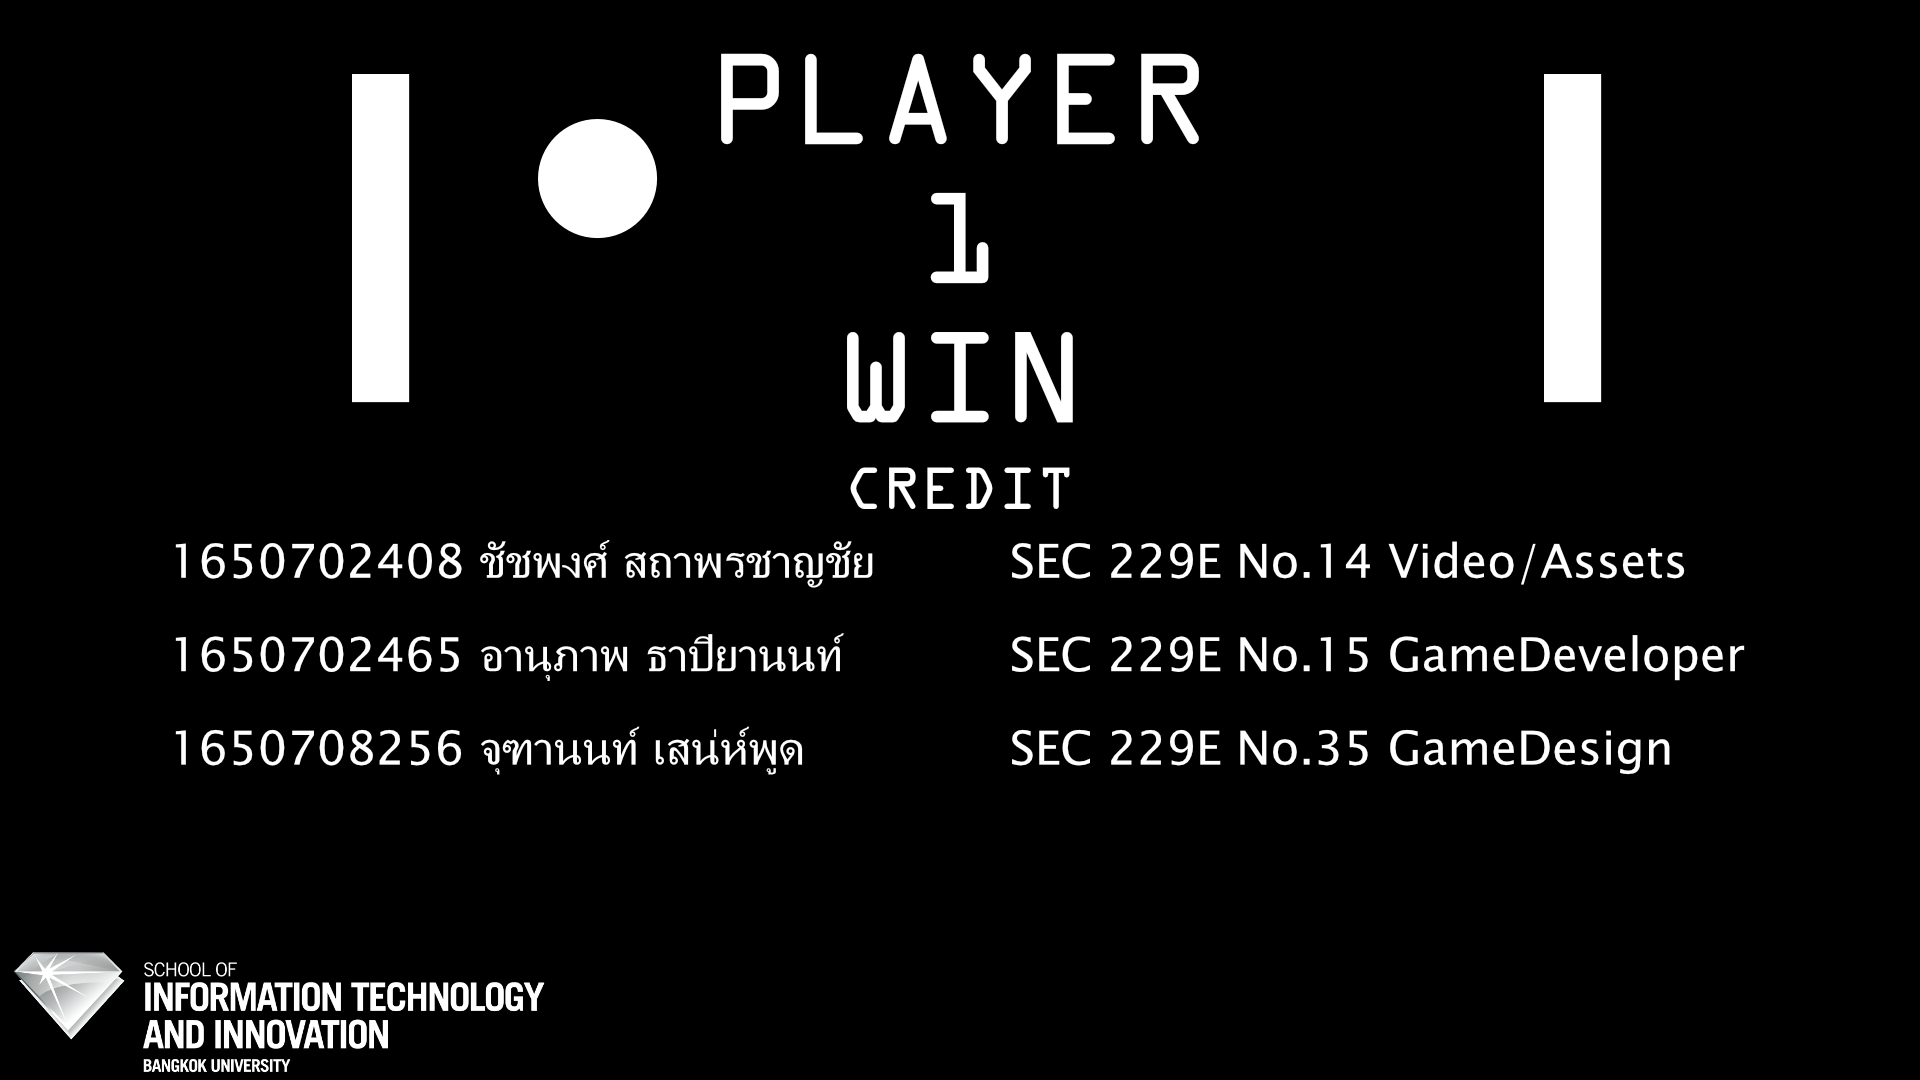 PLAYER
1
WIN
CREDIT
1650702408 ชัชพงศ์ สถาพรชาญชัย SEC 229E No.14 Video/Assets
1650702465 อานุภาพ ธาปิยานนท์ SEC 229E No.15 GameDeveloper
1650708256 จุฑานนท์ เสน่ห์พูด SEC 229E No.35 GameDesign
SCHOOL OF
INFORMATION TECHNOLOGY
AND INNOVATION
BANGKOK UNIVERSITY